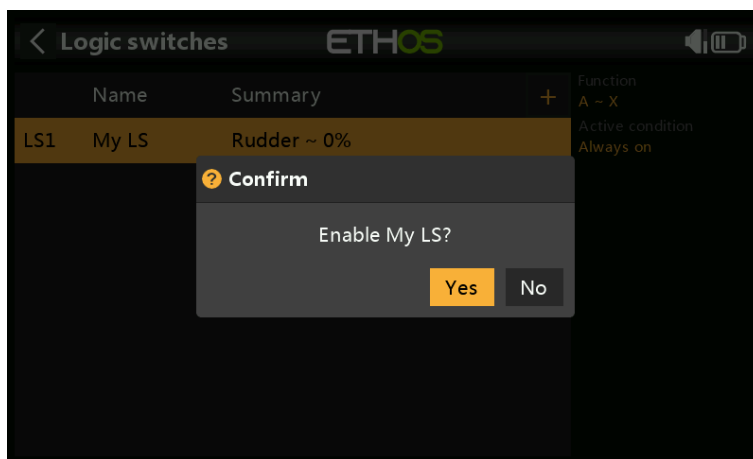 Logic switches
ETHOS
Name Summary +
LS1 My LS Rudder ~ 0%
Function
A ~ X
Active condition
Always on
? Confirm
Enable My LS?
Yes No